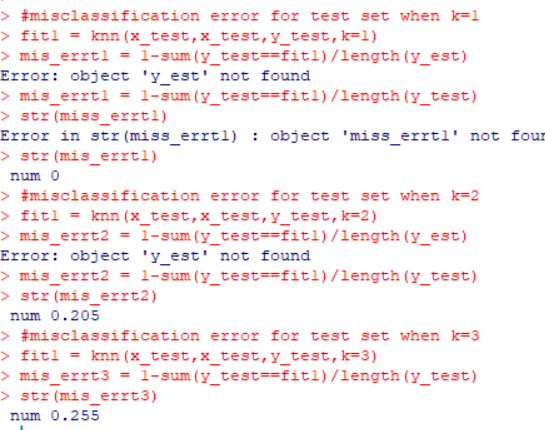 > #misclassification error for test set when k=1
> fit1 = knn(x_test,x_test,y_test,k=1)
> mis_errt1 = 1-sum(y_test==fit1)/length(y_est)
Error: object 'y_est' not found
> mis_errt1 = 1-sum(y_test==fit1)/length(y_test)
> str(miss_errt1)
Error in str(miss_errt1) : object 'miss_errt1' not four
> str(mis_errt1)
num 0
> #misclassification error for test set when k=2
> fit1 = knn(x_test,x_test,y_test,k=2)
> mis_errt2 = 1-sum(y_test==fit1)/length(y_est)
Error: object 'y_est' not found
> mis_errt2 = 1-sum(y_test==fit1)/length(y_test)
> str(mis_errt2)
num 0.205
> #misclassification error for test set when k=3
> fit1 = knn(x_test,x_test,y_test,k=3)
> mis_errt3 = 1-sum(y_test==fit1)/length(y_test)
> str(mis_errt3)
num 0.255